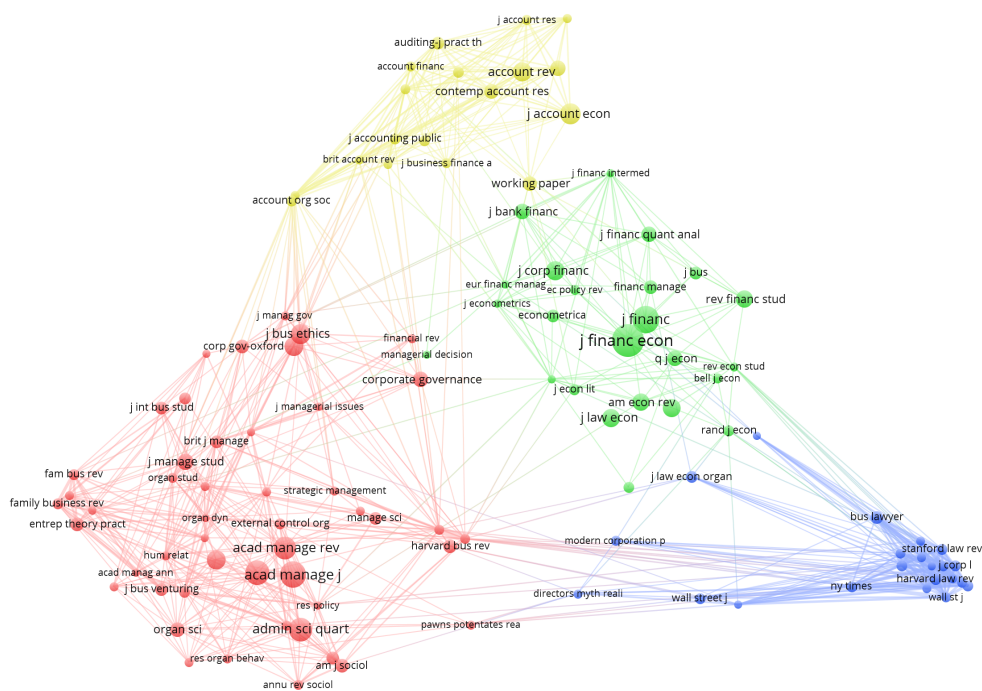 j account res
auditing-j pract th
account financ
account rev
contemp account res
j account econ
j accounting public
brit account rev
j business finance a
j financ intermed
working paper
account org soc
j bank financ
j financ quant anal
j corp financ
j bus
eur financ manag
ec policy rev
financ manage
rev financ stud
j econometrics
econometrica
j manag gov
j financ
j bus ethics
financial rev
j financ econ
corp gov-oxford
managerial decision
q j econ
rev econ stud
corporate governance
bell j econ
j econ lit
am econ rev
j int bus stud
j managerial issues
j law econ
rand j econ
brit j manage
j manage stud
fam bus rev
organ stud
j law econ organ
strategic management
family business rev
organ dyn
manage sci
bus lawyer
entrep theory pract
external control org
modern corporation p
harvard bus rev
acad manage rev
stanford law rev
hum relat
j corp l
acad manag ann
acad manage j
harvard law rev
j bus venturing
ny times
directors myth reali
wall street j
wall st j
res policy
pawns potentates rea
organ sci
admin sci quart
res organ behav
am j sociol
annu rev sociol